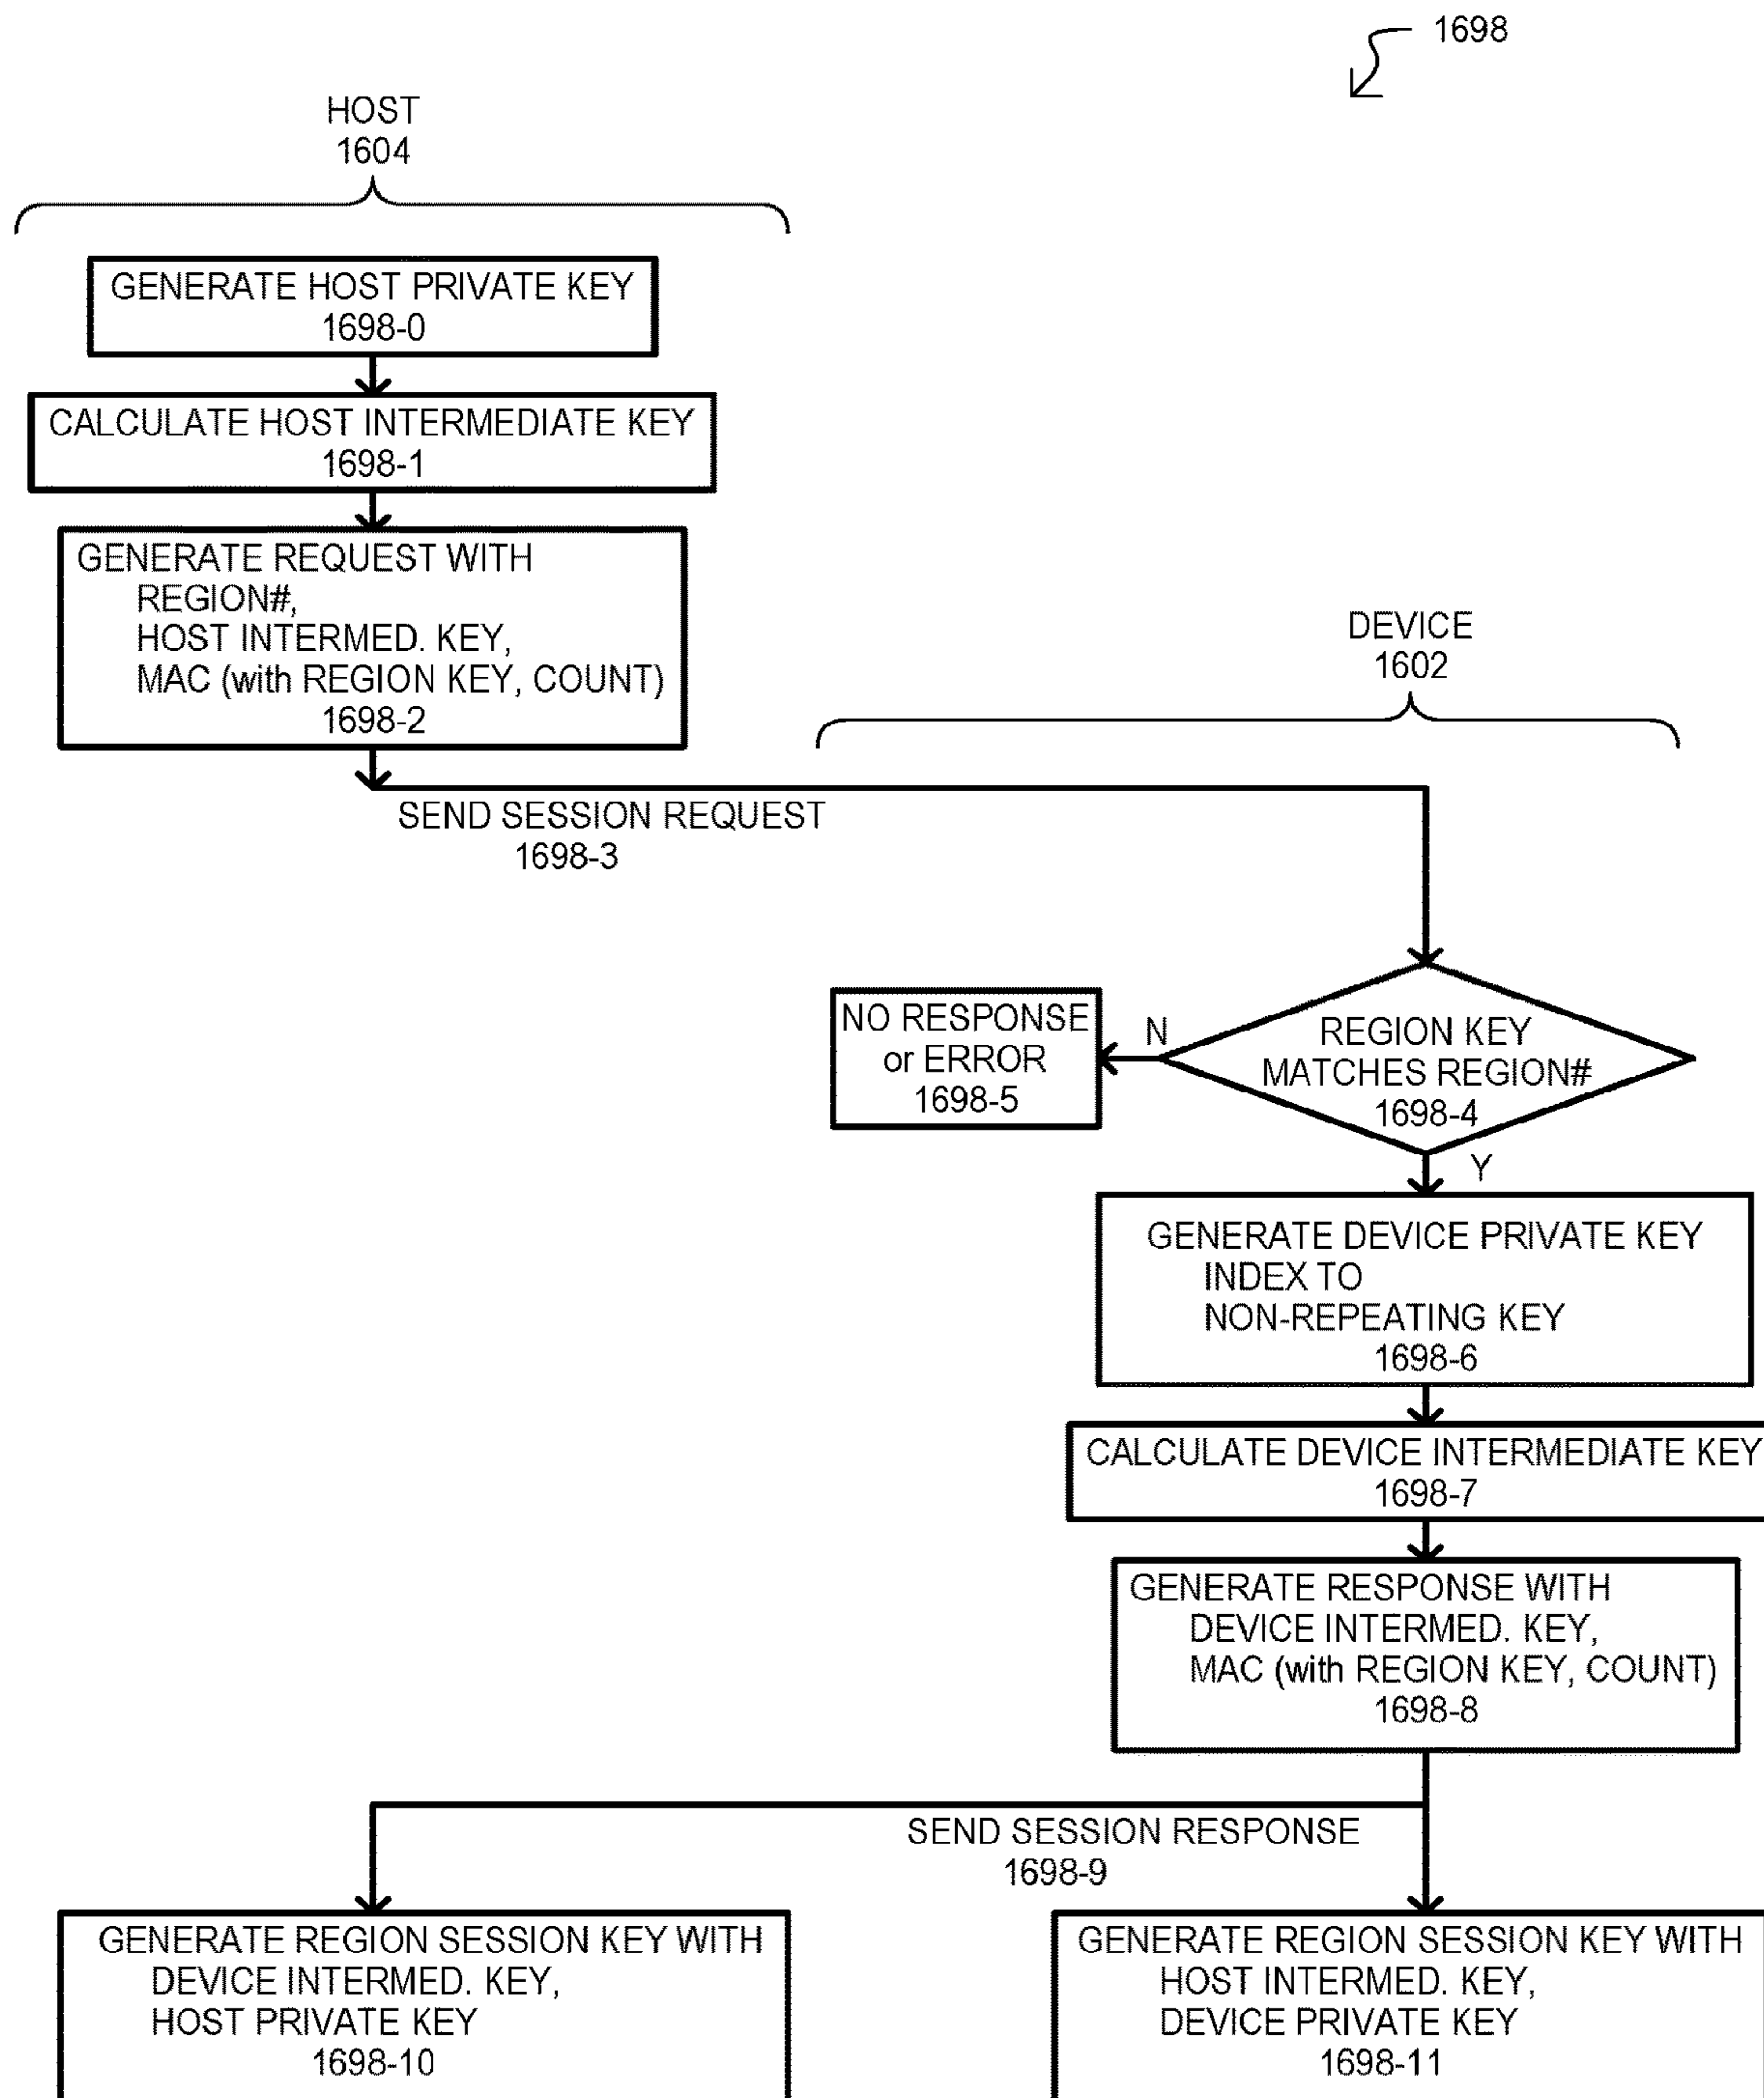 1698
HOST
1604
GENERATE HOST PRIVATE KEY
1698-0
CALCULATE HOST INTERMEDIATE KEY
1698-1
GENERATE REQUEST WITH
REGION#,
HOST INTERMED. KEY,
MAC (with REGION KEY, COUNT)
1698-2
DEVICE
1602
SEND SESSION REQUEST
1698-3
REGION KEY
MATCHES REGION#
1698-4
N
NO RESPONSE
or ERROR
1698-5
Y
GENERATE DEVICE PRIVATE KEY
INDEX TO
NON-REPEATING KEY
1698-6
CALCULATE DEVICE INTERMEDIATE KEY
1698-7
GENERATE RESPONSE WITH
DEVICE INTERMED. KEY,
MAC (with REGION KEY, COUNT)
1698-8
SEND SESSION RESPONSE
1698-9
GENERATE REGION SESSION KEY WITH
DEVICE INTERMED. KEY,
HOST PRIVATE KEY
1698-10
GENERATE REGION SESSION KEY WITH
HOST INTERMED. KEY,
DEVICE PRIVATE KEY
1698-11